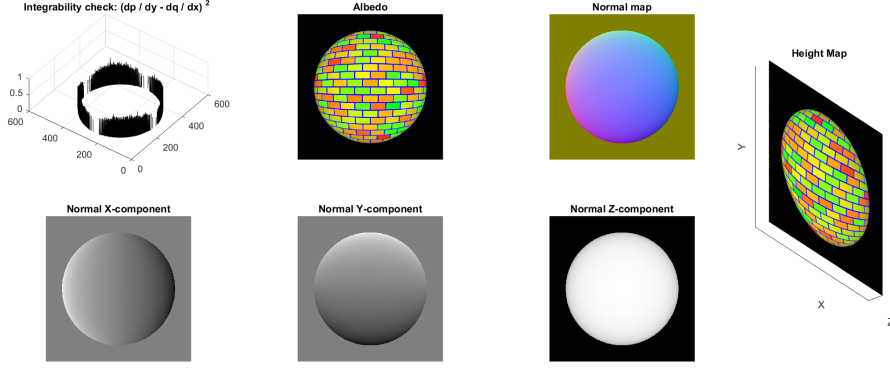 Integrability check: (dp / dy - dq / dx) 2
Albedo
Normal map
Height Map
1
0.5
0
600
400
200
0
0
200
400
600
Y
X
Z
Normal X-component
Normal Y-component
Normal Z-component